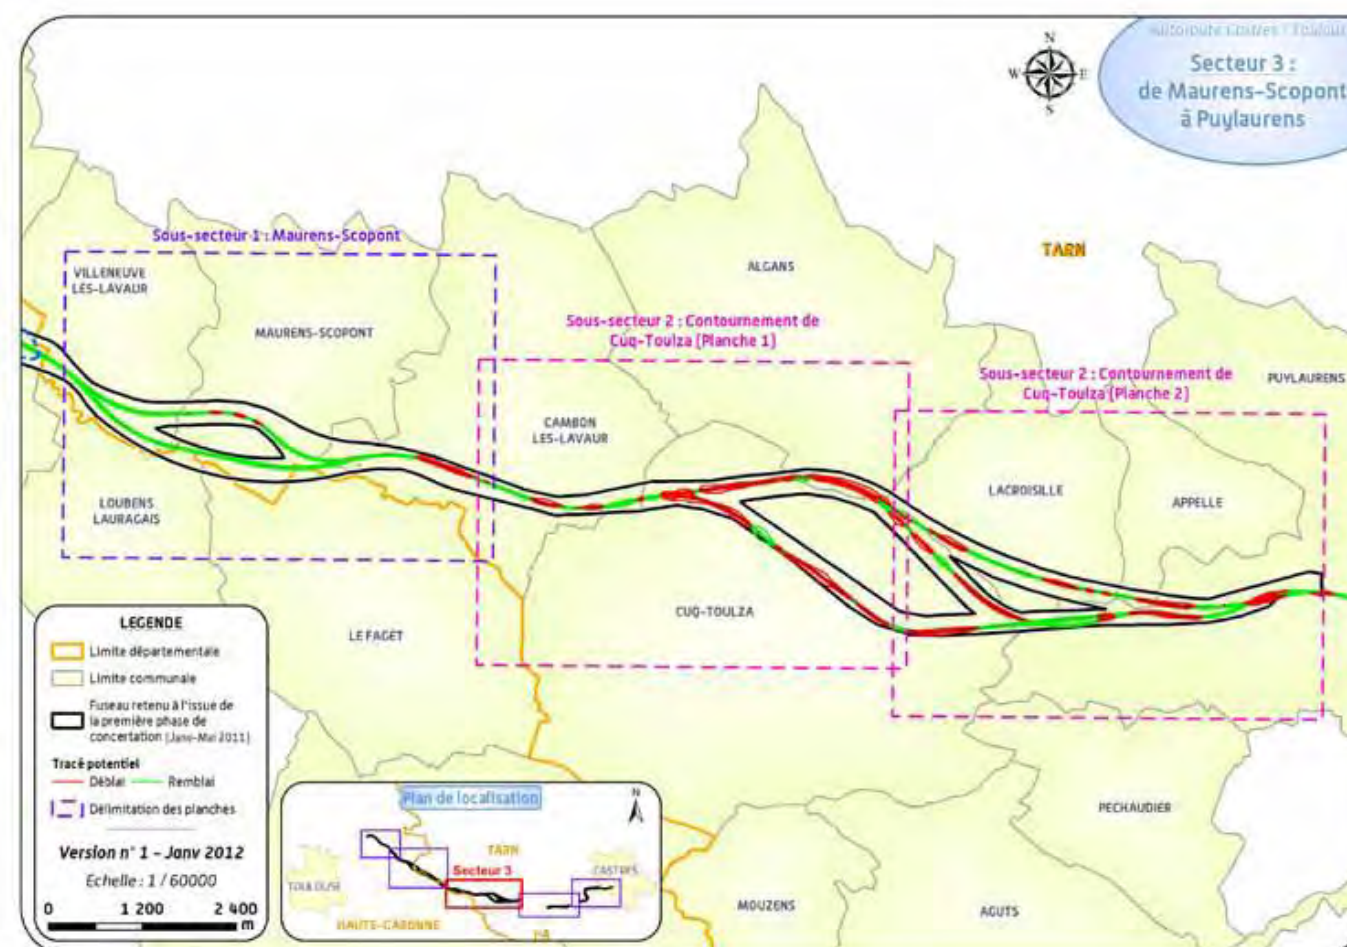 Autoroute Castres / Toulouse
Secteur 3 :
de Maurens-Scopont
à Puylaurens
N
W
E
S
TARN
Sous-secteur 1 : Maurens-Scopont
VILLENEUVE
LES-LAVAUR
MAURENS-SCOPONT
ALGANS
Sous-secteur 2 : Contournement de
Cuq-Toulza (Planche 1)
Sous-secteur 2 : Contournement de
Cuq-Toulza (Planche 2)
PUYLAURENS
CAMBON
LES-LAVAUR
LOUBENS
LAURAGAIS
LACROISILLE
APPELLE
CUQ-TOULZA
LE FAGET
PECHAUDIER
MOUZENS
AGUTS
LEGENDE
Limite départementale
Limite communale
Fuseau retenu à l'issue de
la première phase de
concertation (Janv-Mai 2011)
Tracé potentiel
Déblai
Remblai
Délimitation des planches
Version n° 1 - Janv 2012
Echelle : 1 / 60000
0 1 200 2 400
m
Plan de localisation
N
TARN
Secteur 3
TOULOUSE
CASTRES
HAUTE-GARONNE